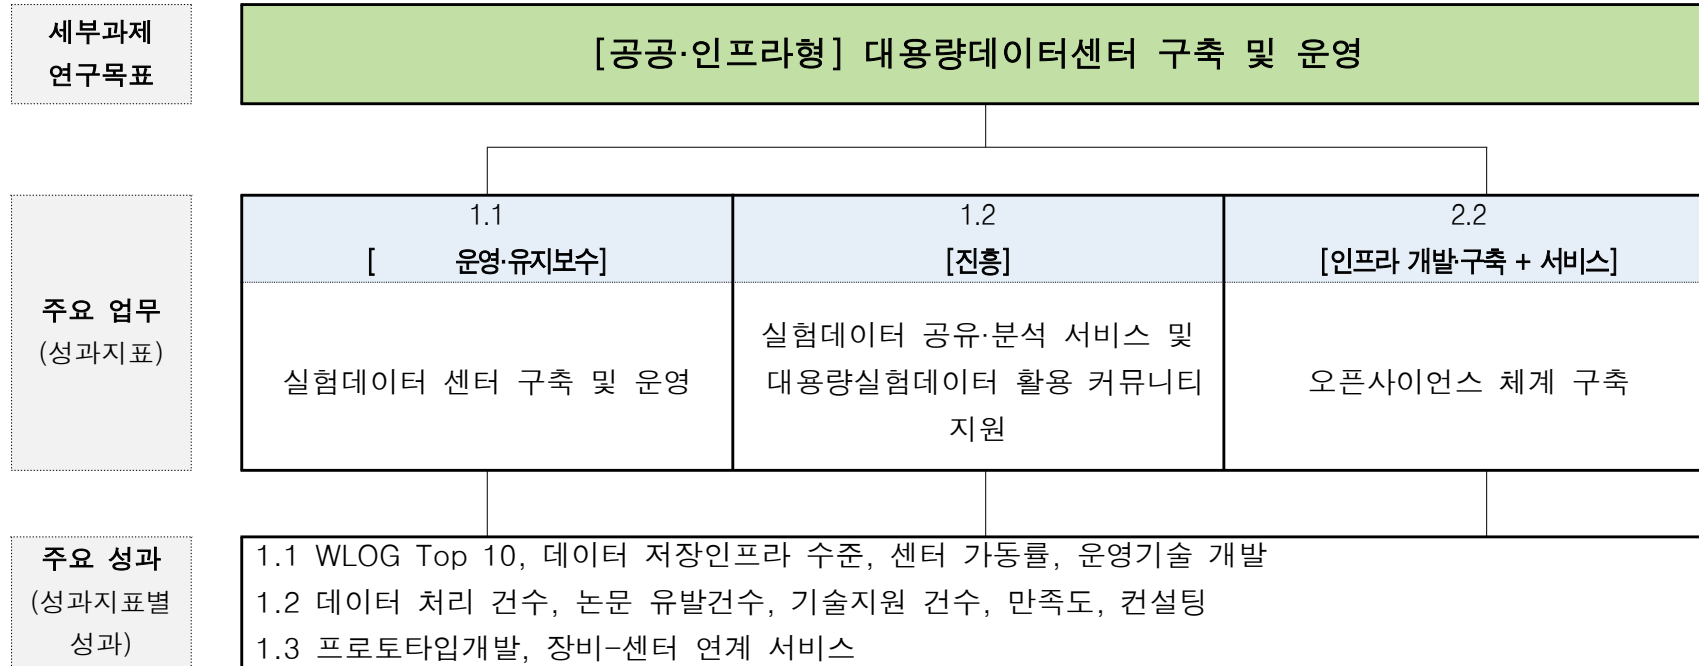 세부과제
연구목표
[공공·인프라형] 대용량데이터센터 구축 및 운영
주요 업무
(성과지표)
1.1
[ 운영·유지보수]
실험데이터 센터 구축 및 운영
1.2
[진흥]
실험데이터 공유·분석 서비스 및
대용량실험데이터 활용 커뮤니티
지원
2.2
[인프라 개발·구축 + 서비스]
오픈사이언스 체계 구축
주요 성과
(성과지표별
성과)
1.1 WLOG Top 10, 데이터 저장인프라 수준, 센터 가동률, 운영기술 개발
1.2 데이터 처리 건수, 논문 유발건수, 기술지원 건수, 만족도, 컨설팅
1.3 프로토타입개발, 장비-센터 연계 서비스